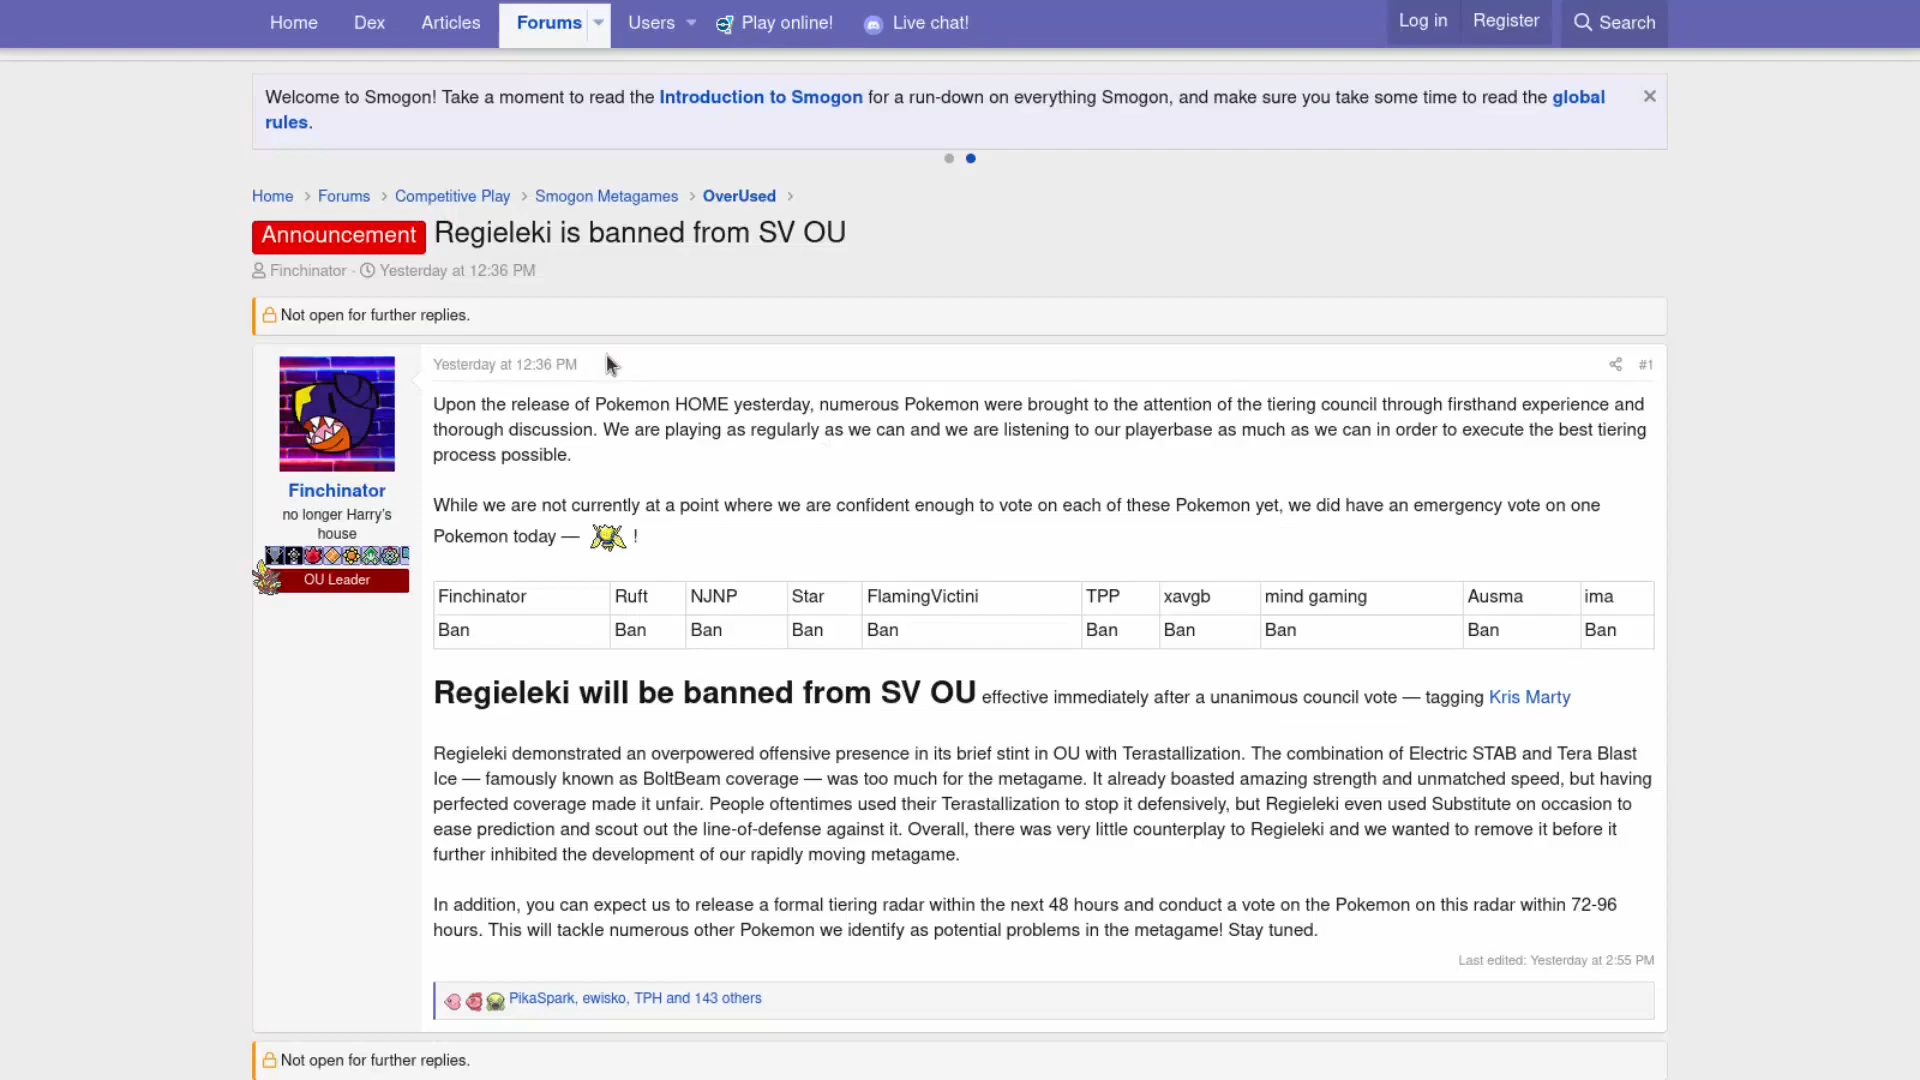 Home Dex Articles Forums Users Play online! Live chat! Log in Register Search
Welcome to Smogon! Take a moment to read the Introduction to Smogon for a run-down on everything Smogon, and make sure you take some time to read the global
rules.
Home Forums Competitive Play Smogon Metagames OverUsed
Announcement Regieleki is banned from SV OU
Finchinator · Yesterday at 12:36 PM
Not open for further replies.
Yesterday at 12:36 PM #1
Upon the release of Pokemon HOME yesterday, numerous Pokemon were brought to the attention of the tiering council through firsthand experience and
thorough discussion. We are playing as regularly as we can and we are listening to our playerbase as much as we can in order to execute the best tiering
process possible.
Finchinator
no longer Harry's
house
OU Leader
While we are not currently at a point where we are confident enough to vote on each of these Pokemon yet, we did have an emergency vote on one
Pokemon today — !
Finchinator Ruft NJNP Star FlamingVictini TPP xavgb mind gaming Ausma ima
Ban Ban Ban Ban Ban Ban Ban Ban Ban Ban
Regieleki will be banned from SV OU effective immediately after a unanimous council vote — tagging Kris Marty
Regieleki demonstrated an overpowered offensive presence in its brief stint in OU with Terastallization. The combination of Electric STAB and Tera Blast
Ice — famously known as BoltBeam coverage — was too much for the metagame. It already boasted amazing strength and unmatched speed, but having
perfected coverage made it unfair. People oftentimes used their Terastallization to stop it defensively, but Regieleki even used Substitute on occasion to
ease prediction and scout out the line-of-defense against it. Overall, there was very little counterplay to Regieleki and we wanted to remove it before it
further inhibited the development of our rapidly moving metagame.
In addition, you can expect us to release a formal tiering radar within the next 48 hours and conduct a vote on the Pokemon on this radar within 72-96
hours. This will tackle numerous other Pokemon we identify as potential problems in the metagame! Stay tuned.
Last edited: Yesterday at 2:55 PM
PikaSpark, ewisko, TPH and 143 others
Not open for further replies.